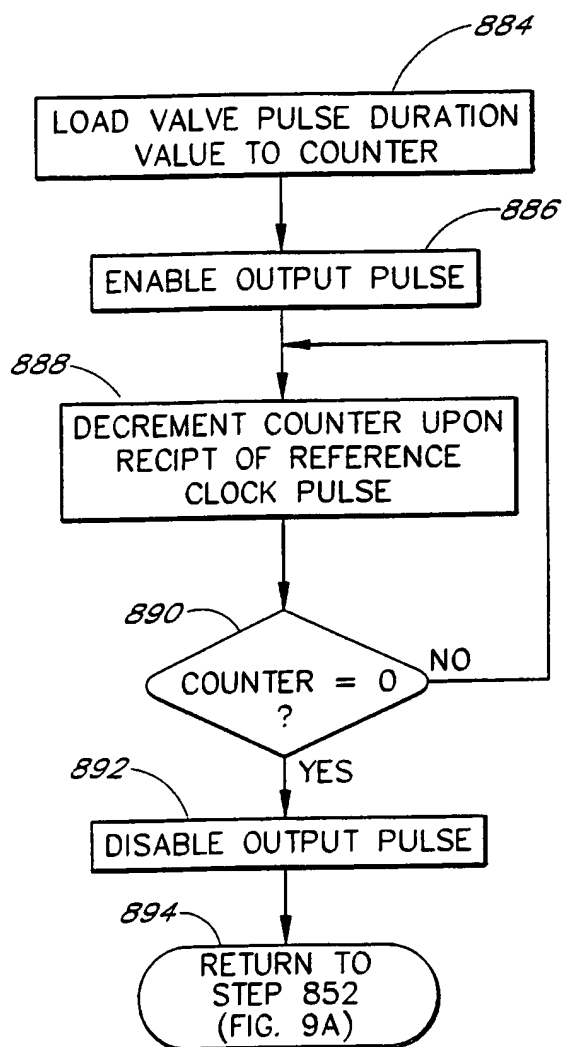 884
LOAD VALVE PULSE DURATION
VALUE TO COUNTER
886
ENABLE OUTPUT PULSE
888
DECREMENT COUNTER UPON
RECIPT OF REFERENCE
CLOCK PULSE
890
COUNTER = 0
?
NO
YES
892
DISABLE OUTPUT PULSE
894
RETURN TO
STEP 852
(FIG. 9A)